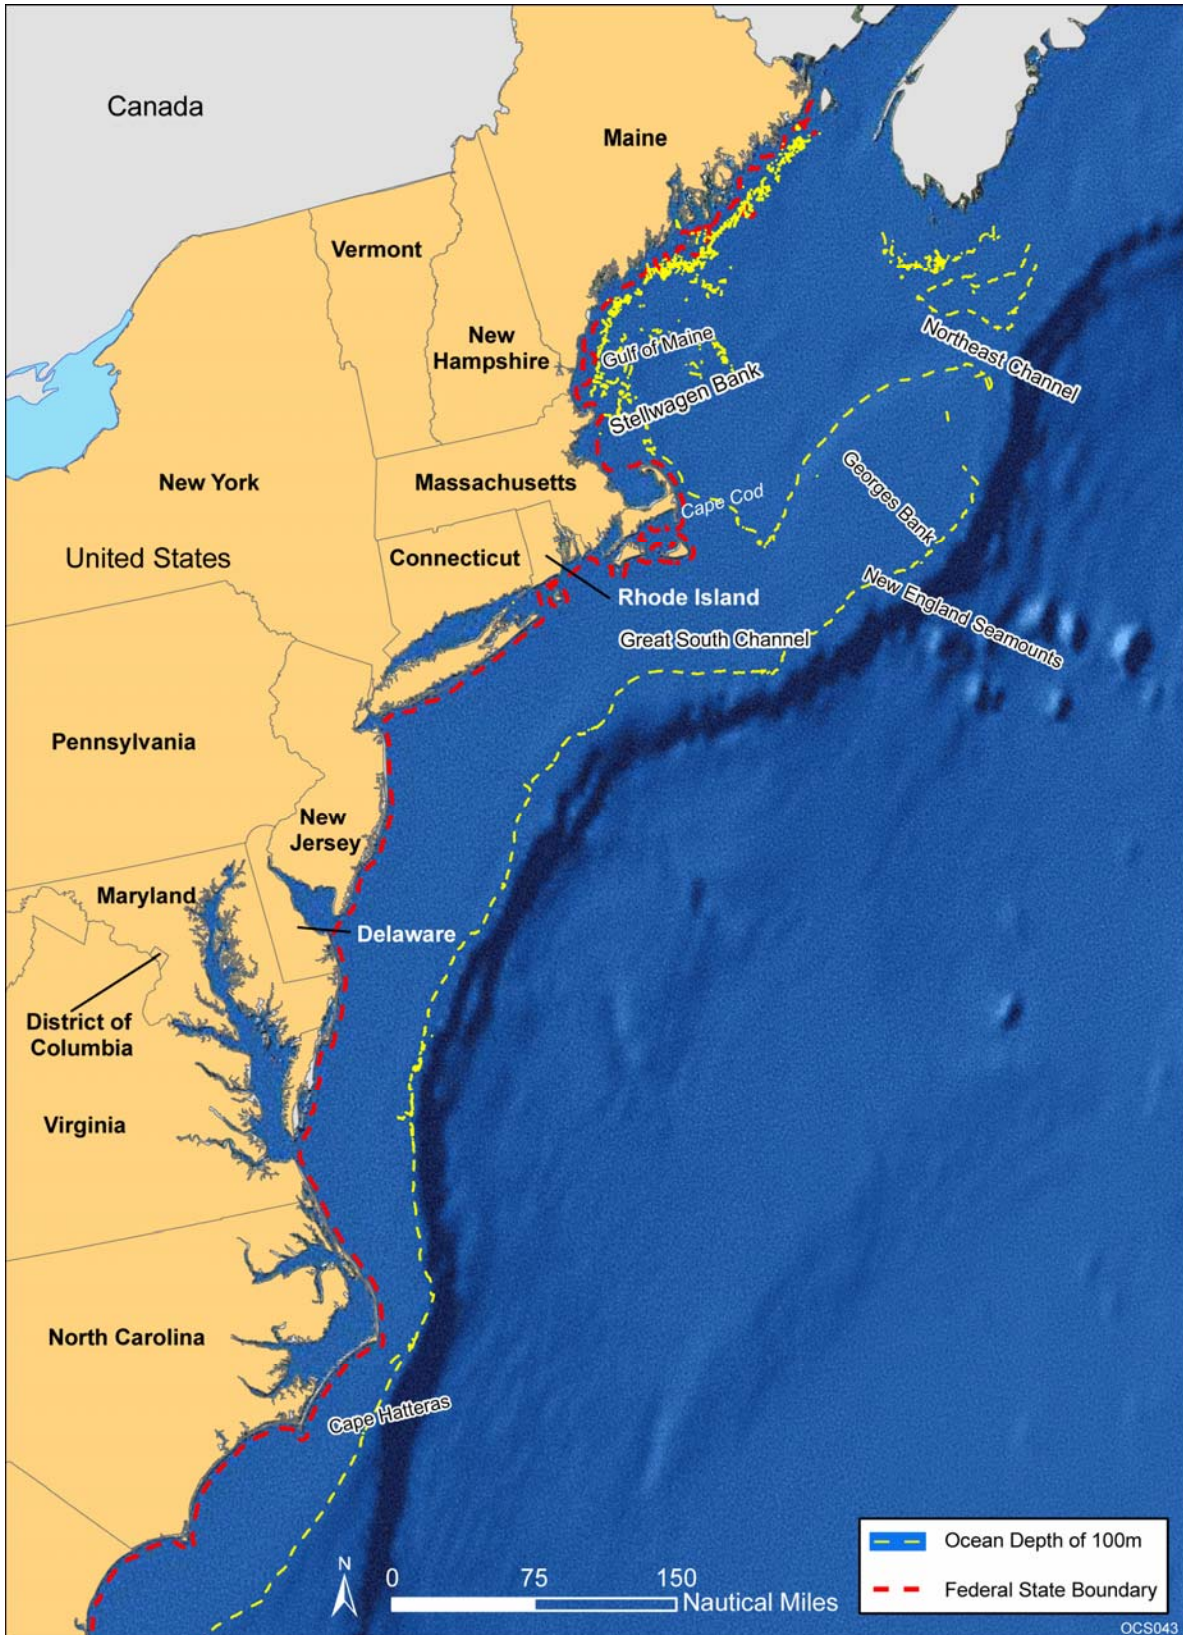 Canada
Maine
Vermont
New
Hampshire
Gulf of Maine
Northeast Channel
Stellwagen Bank
New York
Massachusetts
Cape Cod
Georges Bank
United States
Connecticut
Rhode Island
New England Seamounts
Great South Channel
Pennsylvania
New
Jersey
Maryland
Delaware
District of
Columbia
Virginia
North Carolina
Cape Hatteras
Ocean Depth of 100m
Federal State Boundary
N
0 75 150
Nautical Miles
OCS043